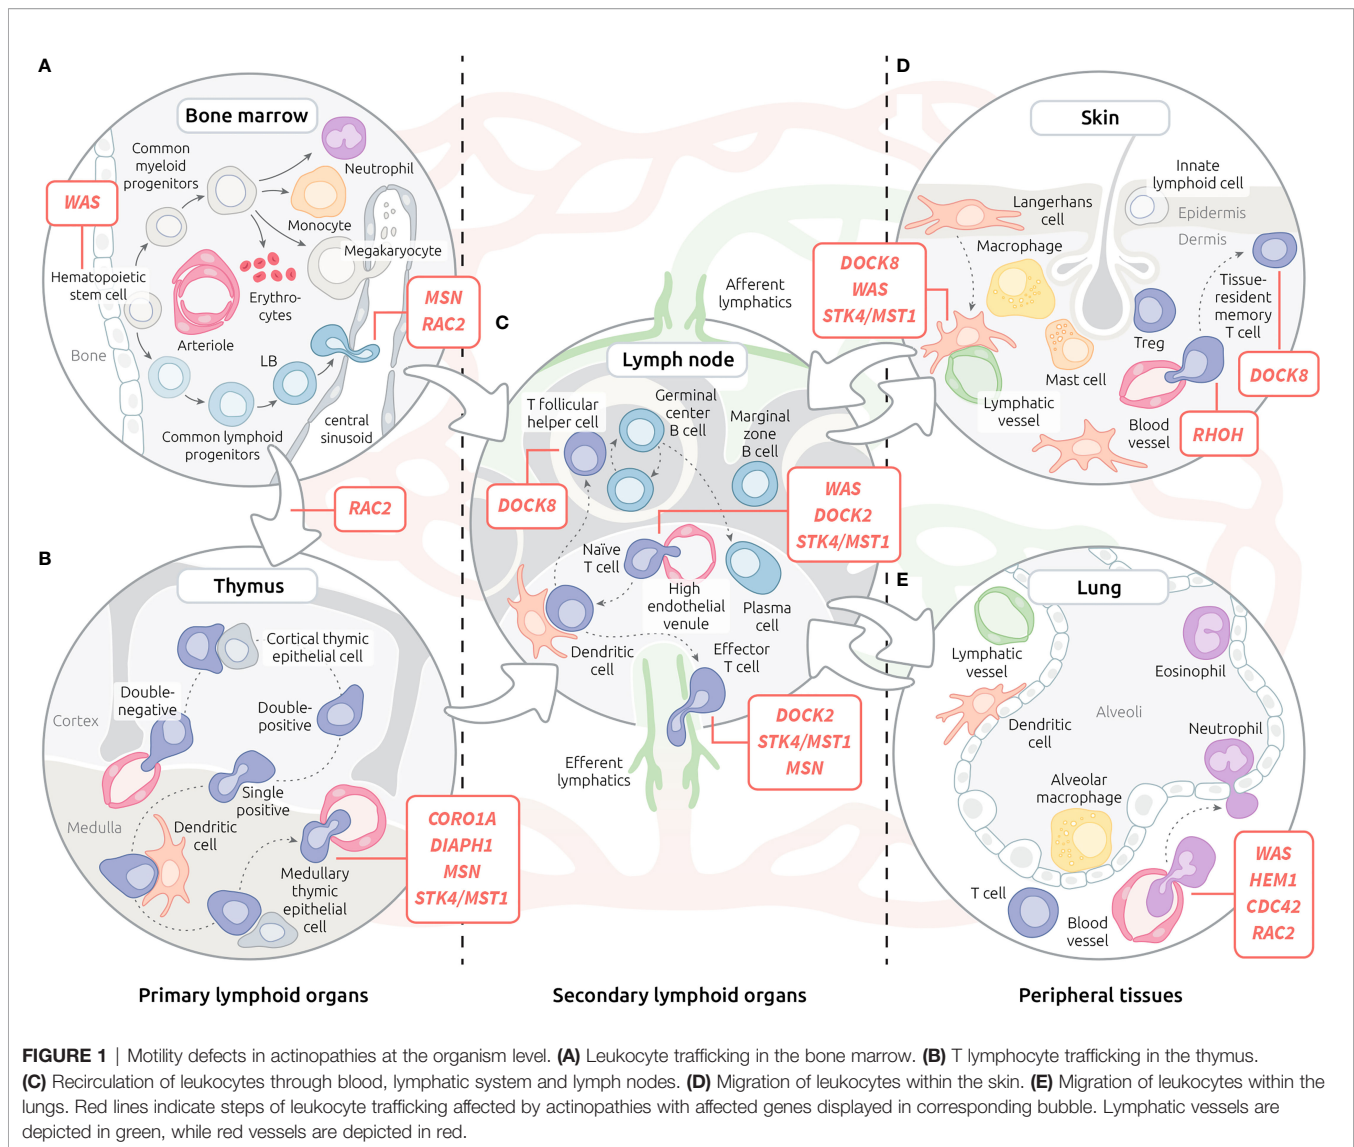 A
Bone marrow
Common
myeloid
progenitors
Neutrophil
WAS
Monocyte
Megakaryocyte
Hematopoietic
stem cell
Erythro-
cytes
MSN
RAC2
Arteriole
Bone
LB
Common lymphoid
progenitors
central
sinusoid
RAC2
B
Thymus
Cortical thymic
epithelial cell
Double-
negative
Double-
positive
Cortex
Single
positive
Medulla
Dendritic
cell
Medullary
thymic
epithelial
cell
CORO1A
DIAPH1
MSN
STK4/MST1
Primary lymphoid organs
C
Afferent
lymphatics
Lymph node
T follicular
helper cell
Germinal
center
B cell
Marginal
zone
B cell
DOCK8
WAS
DOCK2
STK4/MST1
Naïve
T cell
High
endothelial
venule
Plasma
cell
Dendritic
cell
Effector
T cell
DOCK2
STK4/MST1
MSN
Efferent
lymphatics
Secondary lymphoid organs
D
Skin
Innate
lymphoid cell
Langerhans
cell
Epidermis
Dermis
Macrophage
DOCK8
WAS
STK4/MST1
Tissue-
resident
memory
T cell
Treg
Mast cell
DOCK8
Lymphatic
vessel
Blood
vessel
RHOH
E
Lung
Lymphatic
vessel
Eosinophil
Dendritic
cell
Alveoli
Neutrophil
Alveolar
macrophage
T cell
Blood
vessel
WAS
HEM1
CDC42
RAC2
Peripheral tissues
FIGURE 1 | Motility defects in actinopathies at the organism level. (A) Leukocyte trafficking in the bone marrow. (B) T lymphocyte trafficking in the thymus.
(C) Recirculation of leukocytes through blood, lymphatic system and lymph nodes. (D) Migration of leukocytes within the skin. (E) Migration of leukocytes within the
lungs. Red lines indicate steps of leukocyte trafficking affected by actinopathies with affected genes displayed in corresponding bubble. Lymphatic vessels are
depicted in green, while red vessels are depicted in red.